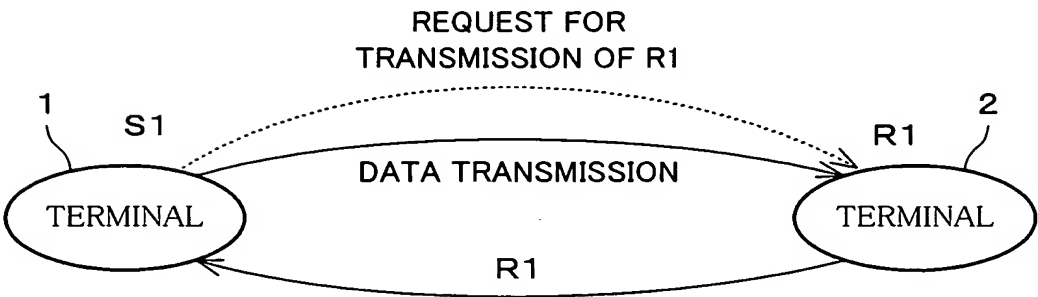 REQUEST FOR
TRANSMISSION OF R1
1
S1
R1
2
DATA TRANSMISSION
TERMINAL
TERMINAL
R1